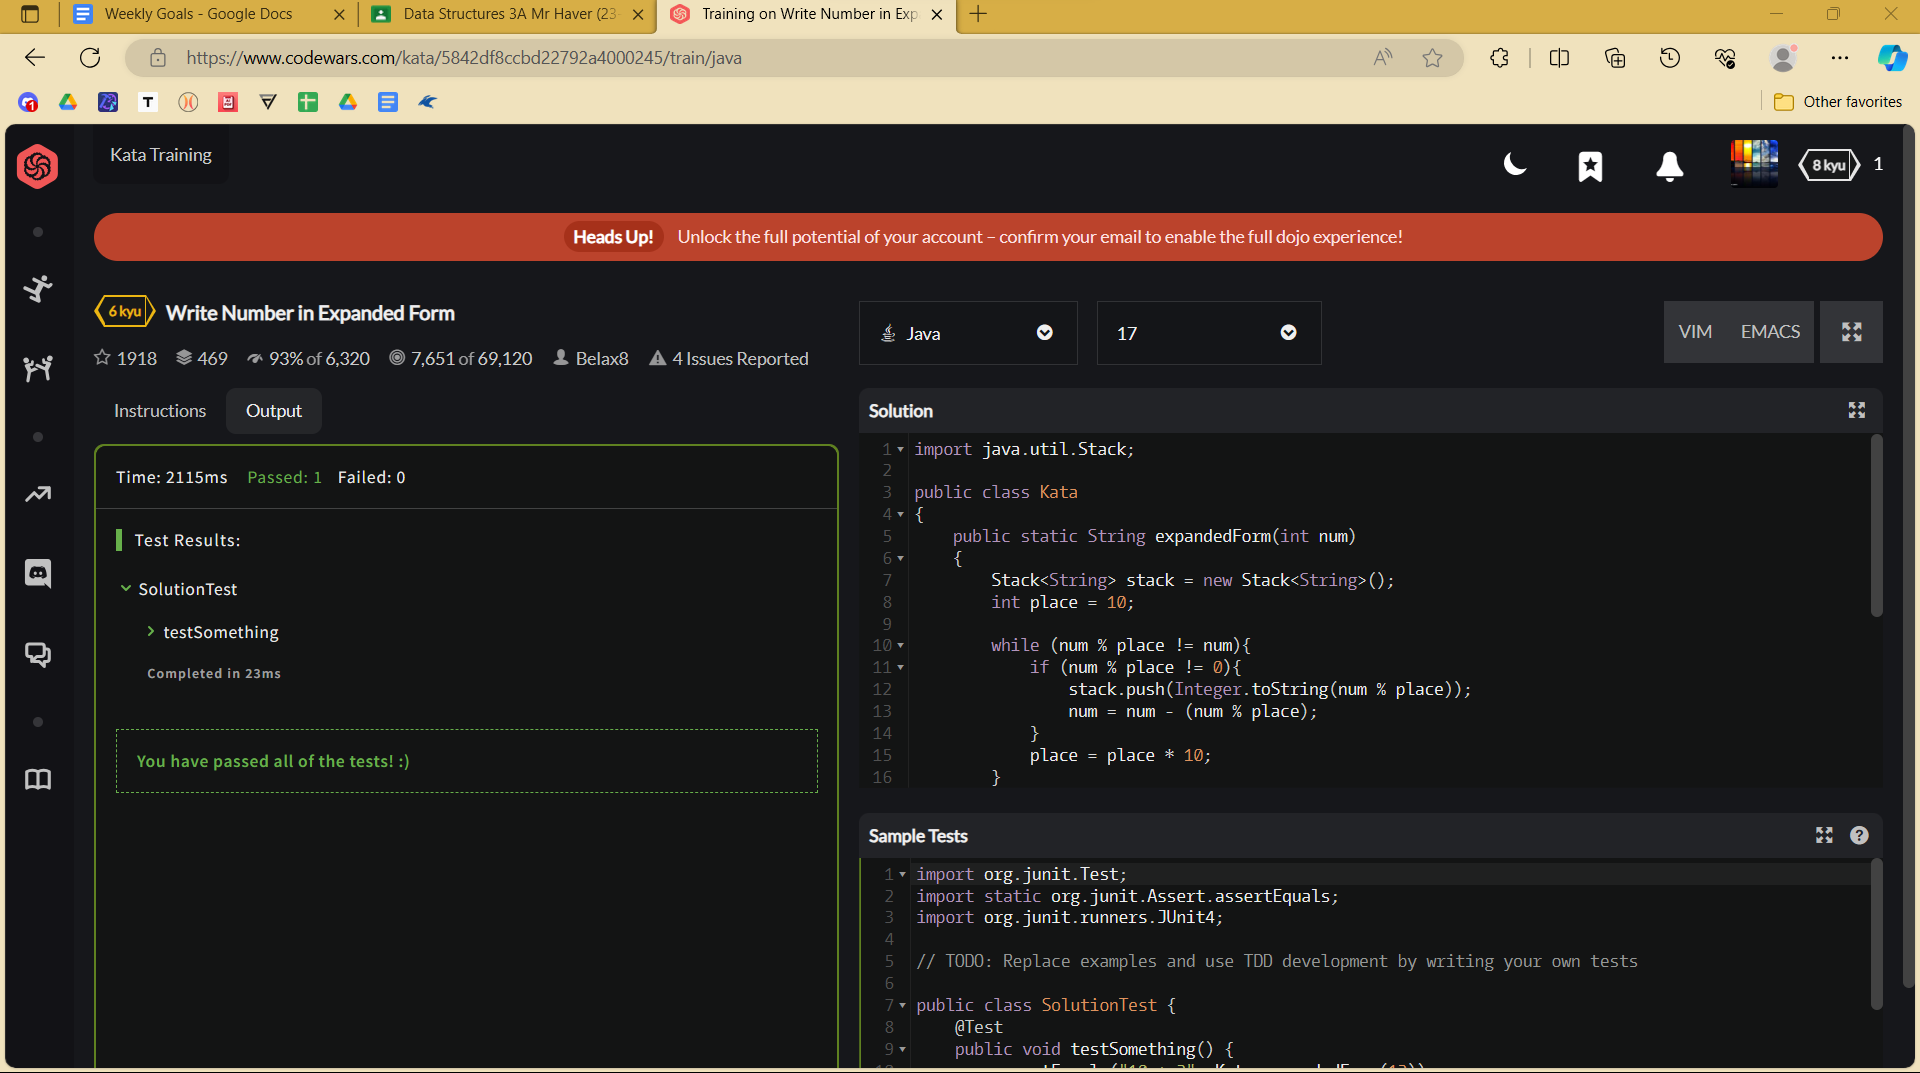 Weekly Goals - Google Docs
Data Structures 3A Mr Haver (23
Training on Write Number in Exp
https://www.codewars.com/kata/5842df8ccbd22792a4000245/train/java
Other favorites
Kata Training
8 kyu 1
Heads Up! Unlock the full potential of your account – confirm your email to enable the full dojo experience!
6 kyu Write Number in Expanded Form
1918 469 93% of 6,320 7,651 of 69,120 Belax8 4 Issues Reported
Java
17
VIM EMACS
Instructions Output
Time: 2115ms Passed: 1 Failed: 0
Test Results:
SolutionTest
testSomething
Completed in 23ms
You have passed all of the tests! :)
Solution
1 import java.util.Stack;
2
3 public class Kata
4 {
5 public static String expandedForm(int num)
6 {
7 Stack<String> stack = new Stack<String>();
8 int place = 10;
9
10 while (num % place != num){
11 if (num % place != 0){
12 stack.push(Integer.toString(num % place));
13 num = num - (num % place);
14 }
15 place = place * 10;
16 }
Sample Tests
1 import org.junit.Test;
2 import static org.junit.Assert.assertEquals;
3 import org.junit.runners.JUnit4;
4
5 // TODO: Replace examples and use TDD development by writing your own tests
6
7 public class SolutionTest {
8 @Test
9 public void testSomething() {